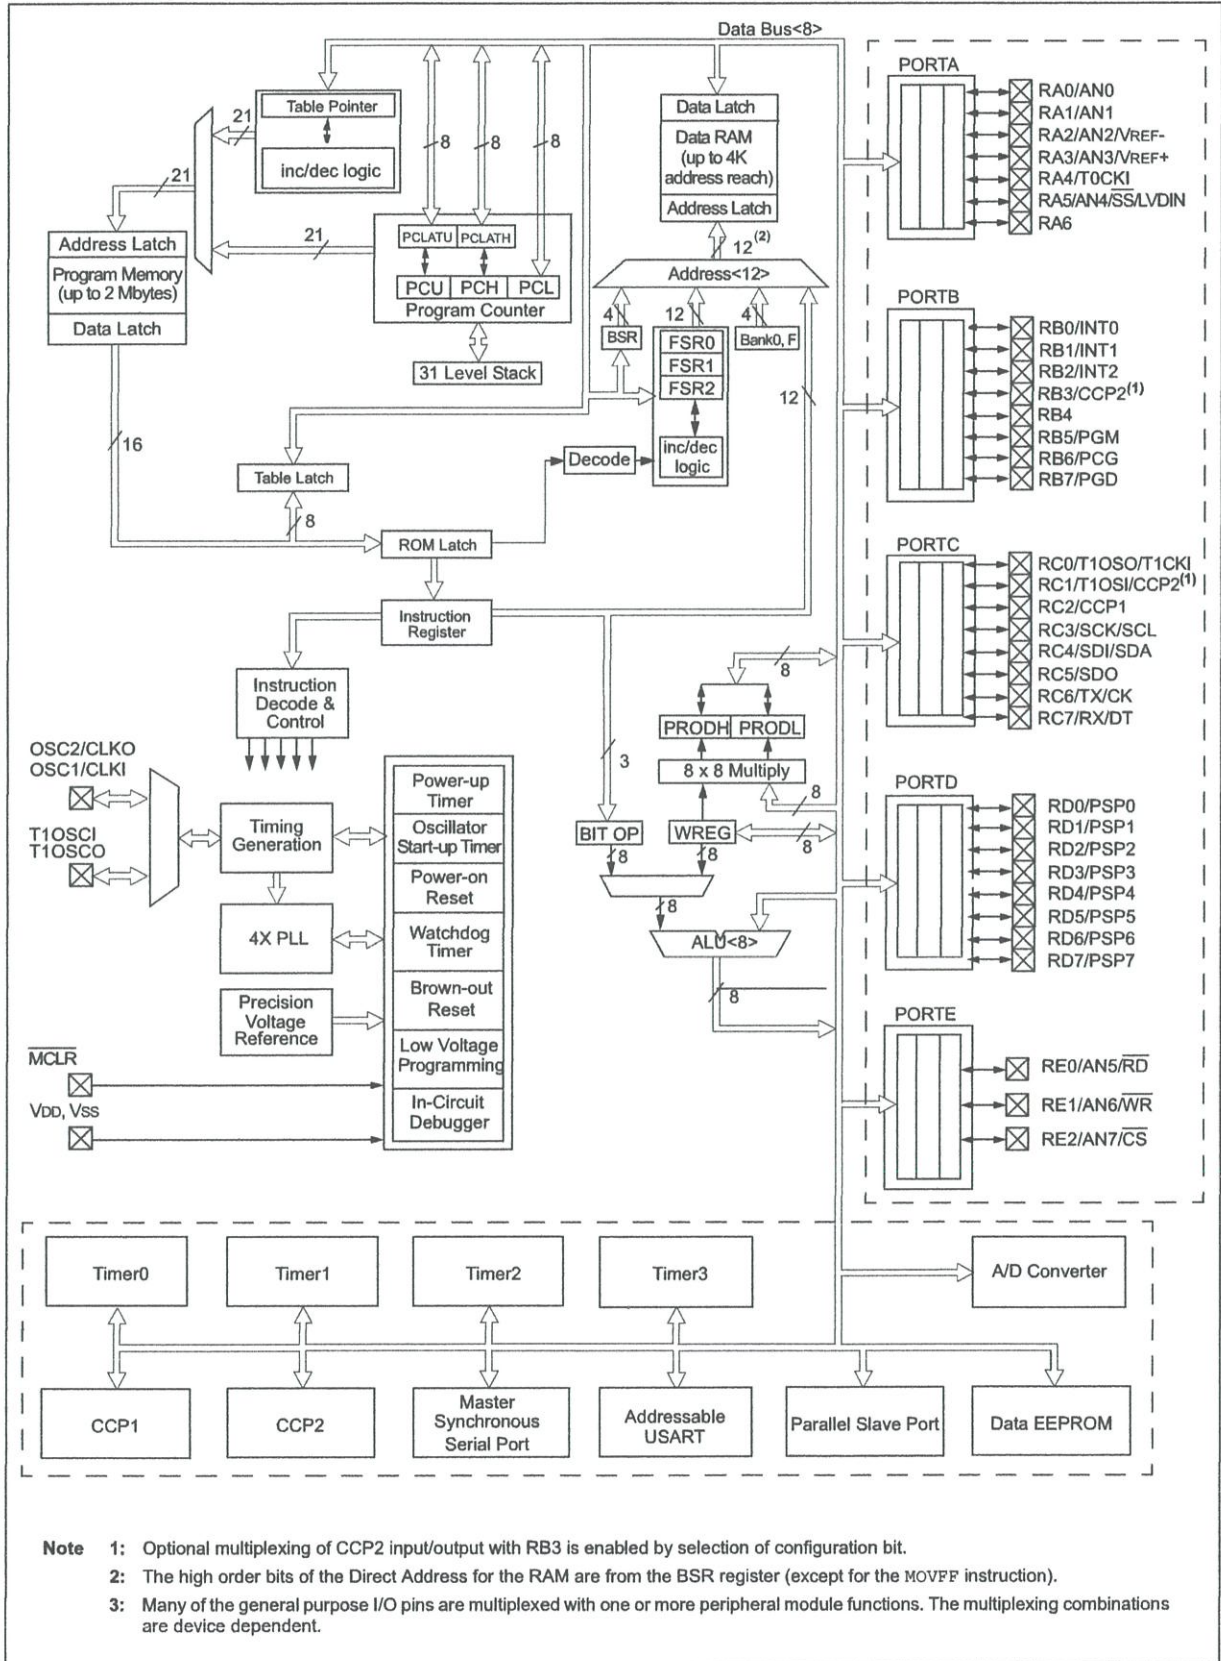 Data Bus<8>
21
Table Pointer
inc/dec logic
8
8
8
21
21
Address Latch
Program Memory
(up to 2 Mbytes)
Data Latch
PCLATU PCLATH
PCU PCH PCL
Program Counter
31 Level Stack
Data Latch
Data RAM
(up to 4K
address reach)
Address Latch
12(2)
Address<12>
4
12
4
BSR
FSR0
FSR1
FSR2
inc/dec
logic
Bank0, F
12
16
Decode
Table Latch
8
ROM Latch
Instruction
Register
Instruction
Decode &
Control
OSC2/CLKO
OSC1/CLKI
T1OSCI
T1OSCO
Timing
Generation
4X PLL
Precision
Voltage
Reference
MCLR
VDD, VSS
Power-up
Timer
Oscillator
Start-up Timer
Power-on
Reset
Watchdog
Timer
Brown-out
Reset
Low Voltage
Programming
In-Circuit
Debugger
3
8
PRODH PRODL
8 x 8 Multiply
8
BIT OP
WREG
8
8
8
8
ALU<8>
8
PORTA
RA0/AN0
RA1/AN1
RA2/AN2/VREF-
RA3/AN3/VREF+
RA4/T0CKI
RA5/AN4/SS/LVDIN
RA6
PORTB
RB0/INT0
RB1/INT1
RB2/INT2
RB3/CCP2(1)
RB4
RB5/PGM
RB6/PCG
RB7/PGD
PORTC
RC0/T1OSO/T1CKI
RC1/T1OSI/CCP2(1)
RC2/CCP1
RC3/SCK/SCL
RC4/SDI/SDA
RC5/SDO
RC6/TX/CK
RC7/RX/DT
PORTD
RD0/PSP0
RD1/PSP1
RD2/PSP2
RD3/PSP3
RD4/PSP4
RD5/PSP5
RD6/PSP6
RD7/PSP7
PORTE
RE0/AN5/RD
RE1/AN6/WR
RE2/AN7/CS
Timer0
Timer1
Timer2
Timer3
A/D Converter
CCP1
CCP2
Master
Synchronous
Serial Port
Addressable
USART
Parallel Slave Port
Data EEPROM
Note 1: Optional multiplexing of CCP2 input/output with RB3 is enabled by selection of configuration bit.
2: The high order bits of the Direct Address for the RAM are from the BSR register (except for the MOVFF instruction).
3: Many of the general purpose I/O pins are multiplexed with one or more peripheral module functions. The multiplexing combinations
are device dependent.